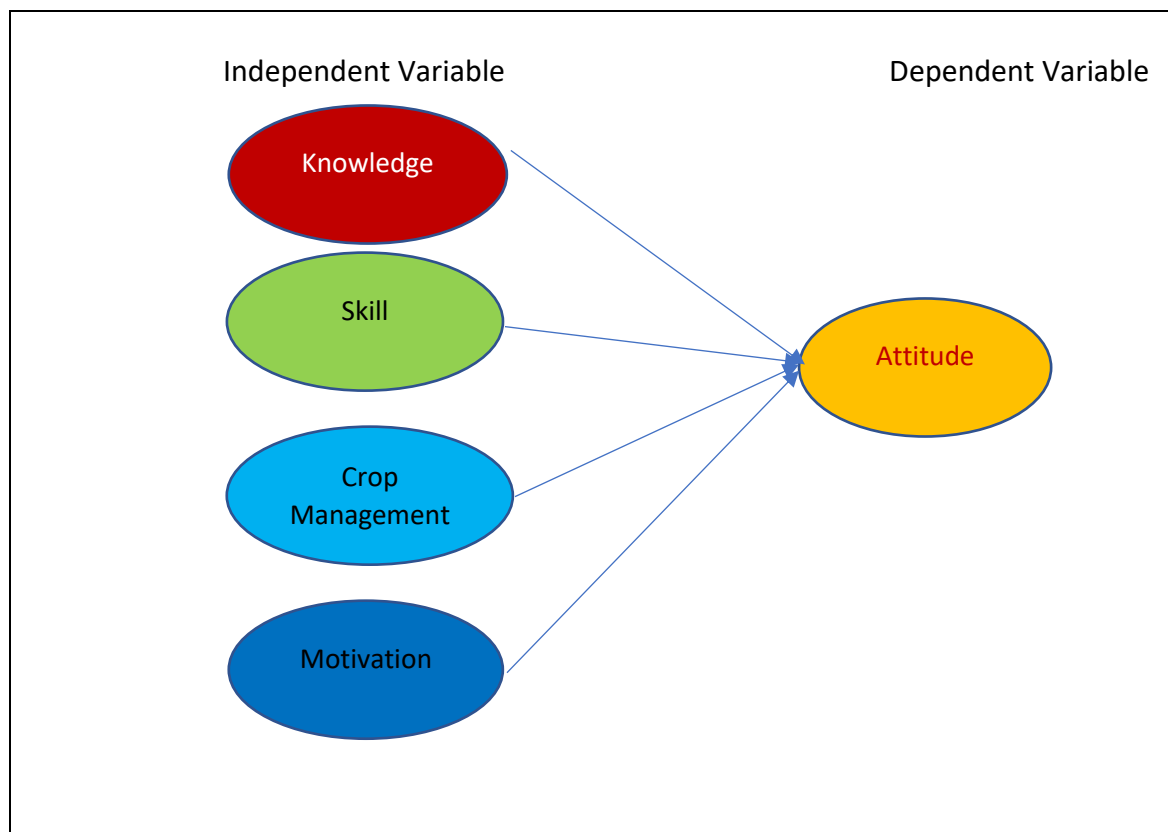 Independent Variable
Dependent Variable
Knowledge
Skill
Attitude
Crop
Management
Motivation